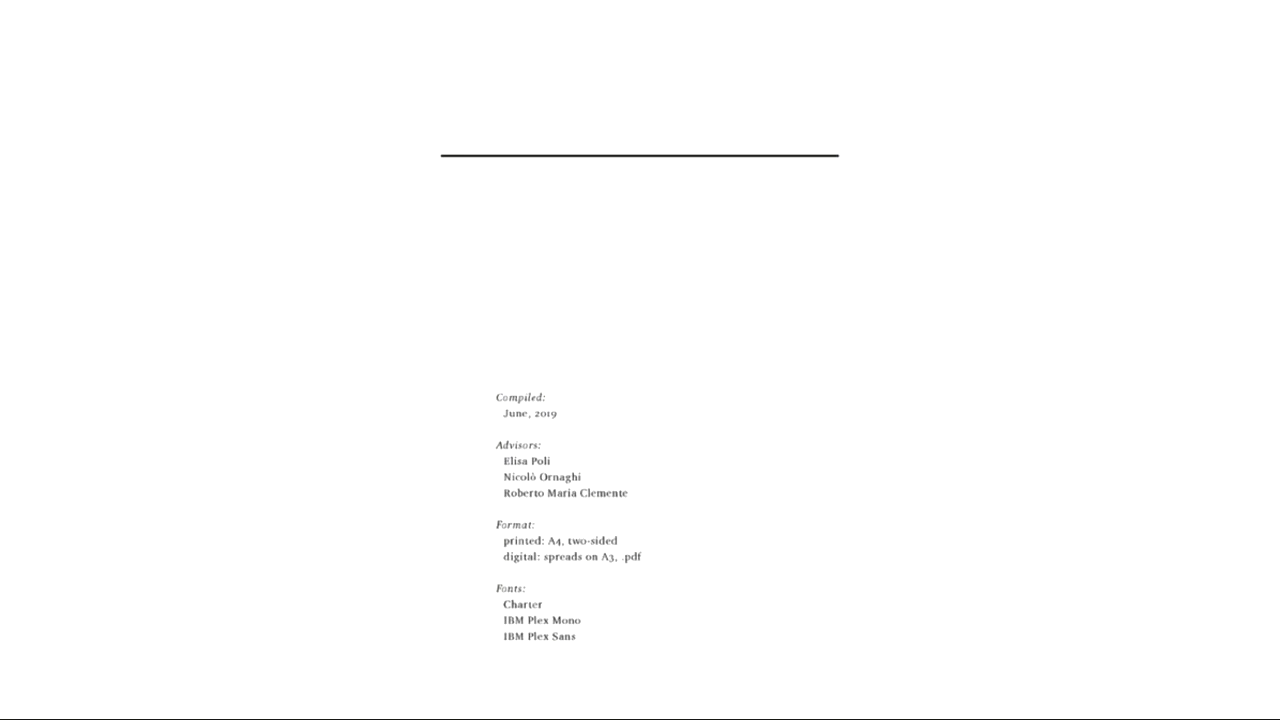 Compiled:
June, 2019
Advisors:
Elisa Poli
Nicolò Ornaghi
Roberto Maria Clemente
Format:
printed: A4, two-sided
digital: spreads on A3, .pdf
Fonts:
Charter
IBM Plex Mono
IBM Plex Sans